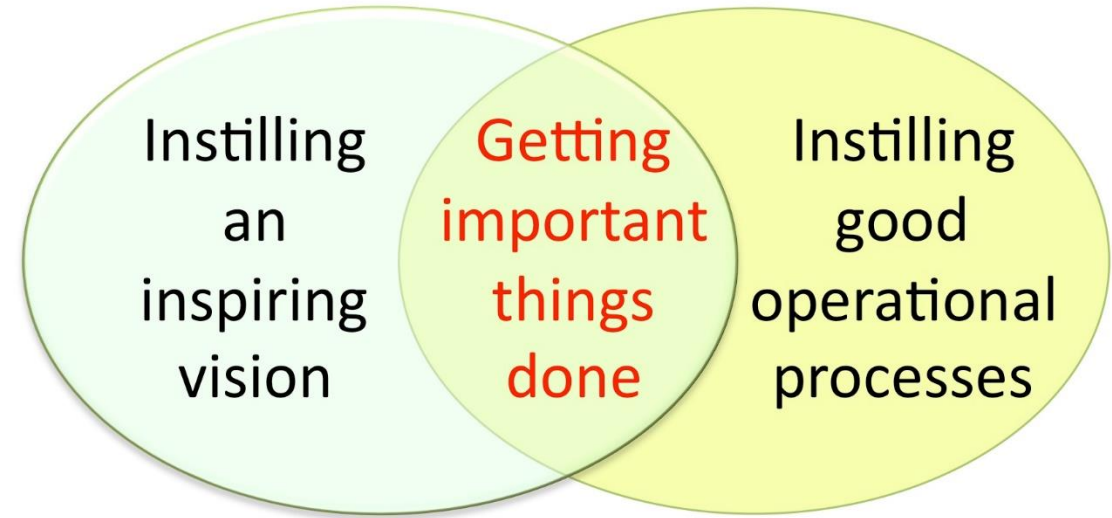 Instilling
an
inspiring
vision
Getting
important
things
done
Instilling
good
operational
processes